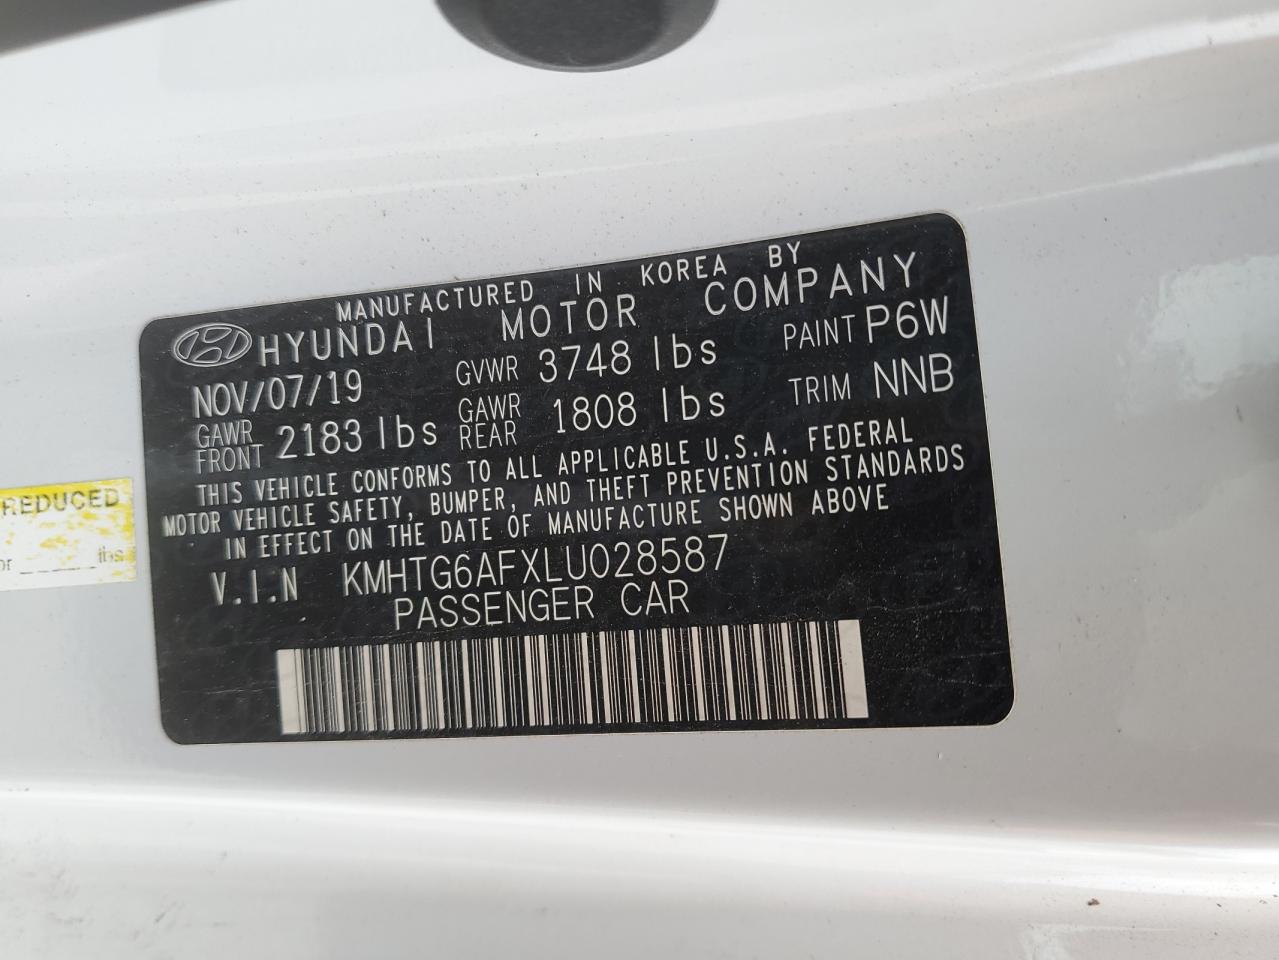 MANUFACTURED IN KOREA BY
HYUNDAI MOTOR COMPANY
NOV/07/19 GVWR 3748 lbs PAINT P6W
GAWR FRONT 2183 lbs GAWR REAR 1808 lbs TRIM NNB
THIS VEHICLE CONFORMS TO ALL APPLICABLE U.S.A. FEDERAL
MOTOR VEHICLE SAFETY, BUMPER, AND THEFT PREVENTION STANDARDS
IN EFFECT ON THE DATE OF MANUFACTURE SHOWN ABOVE
V.I.N KMHTG6AFXLU028587
PASSENGER CAR
REDUCED
or ______ lbs